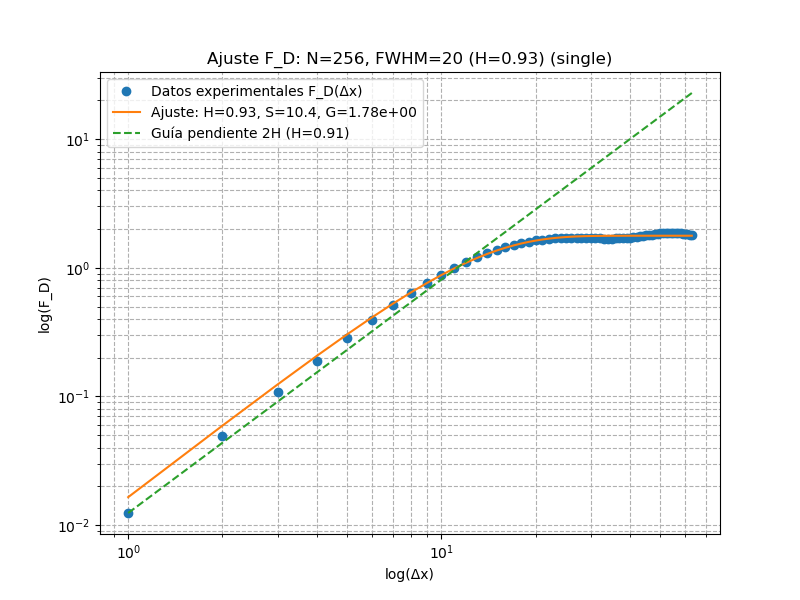 Ajuste F_D: N=256, FWHM=20 (H=0.93) (single)
Datos experimentales F_D(Δx)
Ajuste: H=0.93, S=10.4, G=1.78e+00
Guía pendiente 2H (H=0.91)
log(F_D)
10¹
10⁰
10⁻¹
10⁻²
10⁰
10¹
log(Δx)